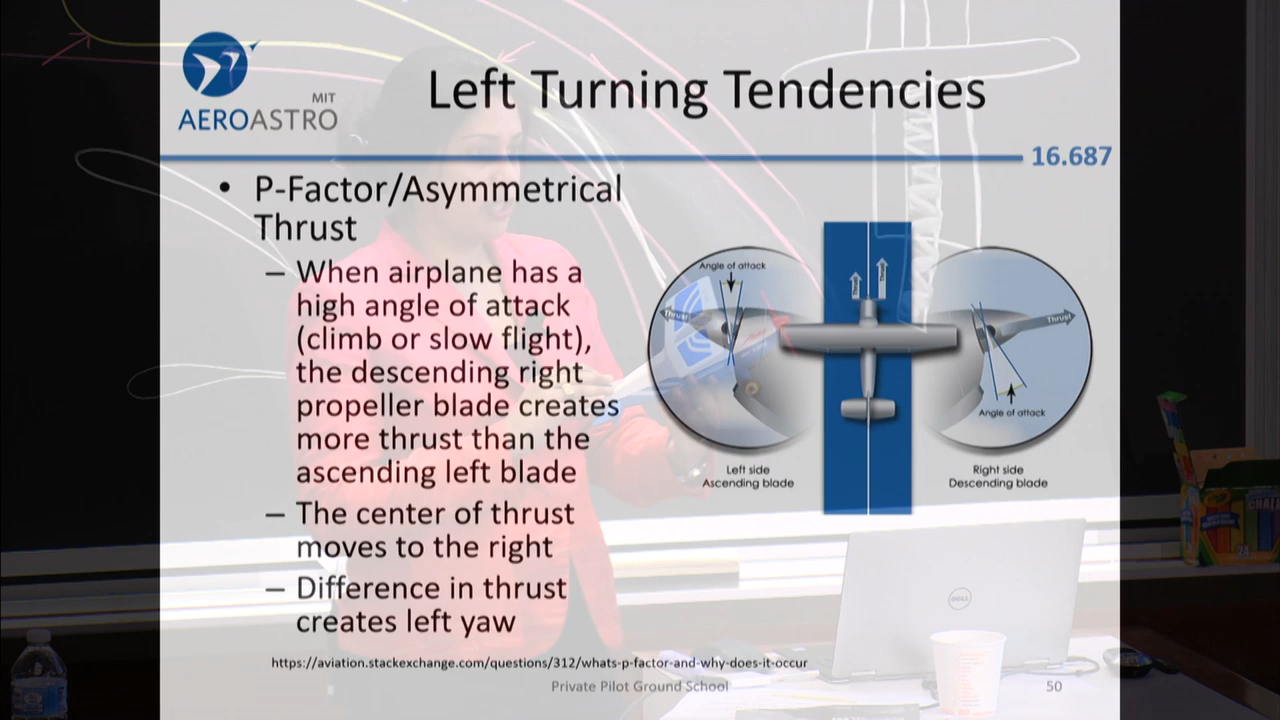 MIT
AEROASTRO
Left Turning Tendencies
16.687
• P-Factor/Asymmetrical
Thrust
– When airplane has a
high angle of attack
(climb or slow flight),
the descending right
propeller blade creates
more thrust than the
ascending left blade
– The center of thrust
moves to the right
– Difference in thrust
creates left yaw
Angle of attack
Thrust
Left side
Ascending blade
Thrust
Thrust
Thrust
Angle of attack
Right side
Descending blade
DELL
https://aviation.stackexchange.com/questions/312/whats-p-factor-and-why-does-it-occur
Private Pilot Ground School
50